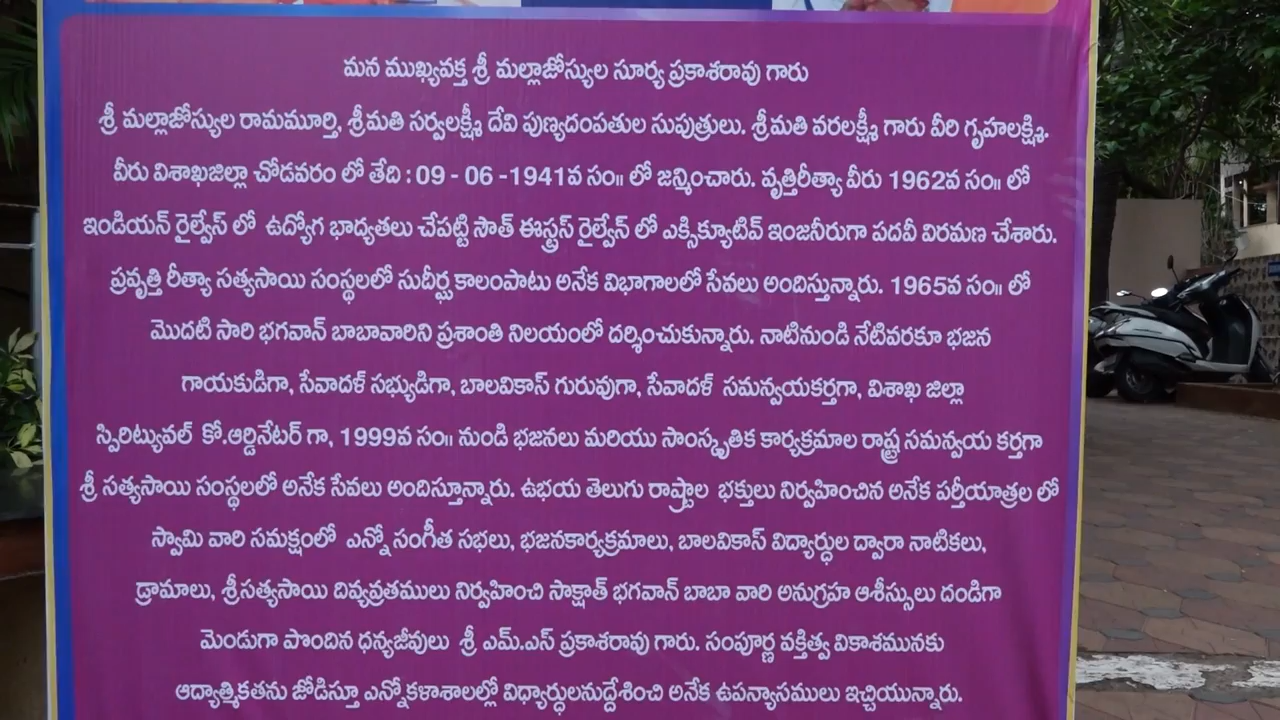 మన ముఖ్యవక్త శ్రీ మల్లాజోస్యుల సూర్య ప్రకాశరావు గారు
శ్రీ మల్లాజోస్యుల రామమూర్తి, శ్రీమతి సర్వలక్ష్మీ దేవి పుణ్యదంపతుల సుపుత్రులు. శ్రీమతి వరలక్ష్మీ గారు వీరి గృహలక్ష్మి.
వీరు విశాఖజిల్లా చోడవరం లో తేది : 09 - 06 -1941వ సం॥ లో జన్మించారు. వృత్తిరీత్యా వీరు 1962వ సం॥ లో
ఇండియన్ రైల్వేస్ లో ఉద్యోగ భాద్యతలు చేపట్టి సౌత్ ఈస్ట్రన్ రైల్వేస్ లో ఎక్సిక్యూటివ్ ఇంజనీరుగా పదవీ విరమణ చేశారు.
ప్రవృత్తి రీత్యా సత్యసాయి సంస్థలలో సుదీర్ఘ కాలంపాటు అనేక విభాగాలలో సేవలు అందిస్తున్నారు. 1965వ సం॥ లో
మొదటి సారి భగవాన్ బాబావారిని ప్రశాంతి నిలయంలో దర్శించుకున్నారు. నాటినుండి నేటివరకూ భజన
గాయకుడిగా, సేవాదళ్ సభ్యుడిగా, బాలవికాస్ గురువుగా, సేవాదళ్ సమన్వయకర్తగా, విశాఖ జిల్లా
స్పిరిట్యువల్ కో.ఆర్డినేటర్ గా, 1999వ సం॥ నుండి భజనలు మరియు సాంస్కృతిక కార్యక్రమాల రాష్ట్ర సమన్వయ కర్తగా
శ్రీ సత్యసాయి సంస్థలలో అనేక సేవలు అందిస్తూన్నారు. ఉభయ తెలుగు రాష్ట్రాల భక్తులు నిర్వహించిన అనేక పర్తీయాత్రల లో
స్వామి వారి సమక్షంలో ఎన్నో సంగీత సభలు, భజనకార్యక్రమాలు, బాలవికాస్ విద్యార్ధుల ద్వారా నాటికలు,
డ్రామాలు, శ్రీసత్యసాయి దివ్యవ్రతములు నిర్వహించి సాక్షాత్ భగవాన్ బాబా వారి అనుగ్రహ ఆశీస్సులు దండిగా
మెండుగా పొందిన ధన్యజీవులు శ్రీ ఎమ్.ఎస్ ప్రకాశరావు గారు. సంపూర్ణ వక్తిత్వ వికాశమునకు
ఆద్యాత్మికతను జోడిస్తూ ఎన్నోకళాశాలల్లో విధ్యార్ధులనుద్దేశించి అనేక ఉపన్యాసములు ఇచ్చియున్నారు.